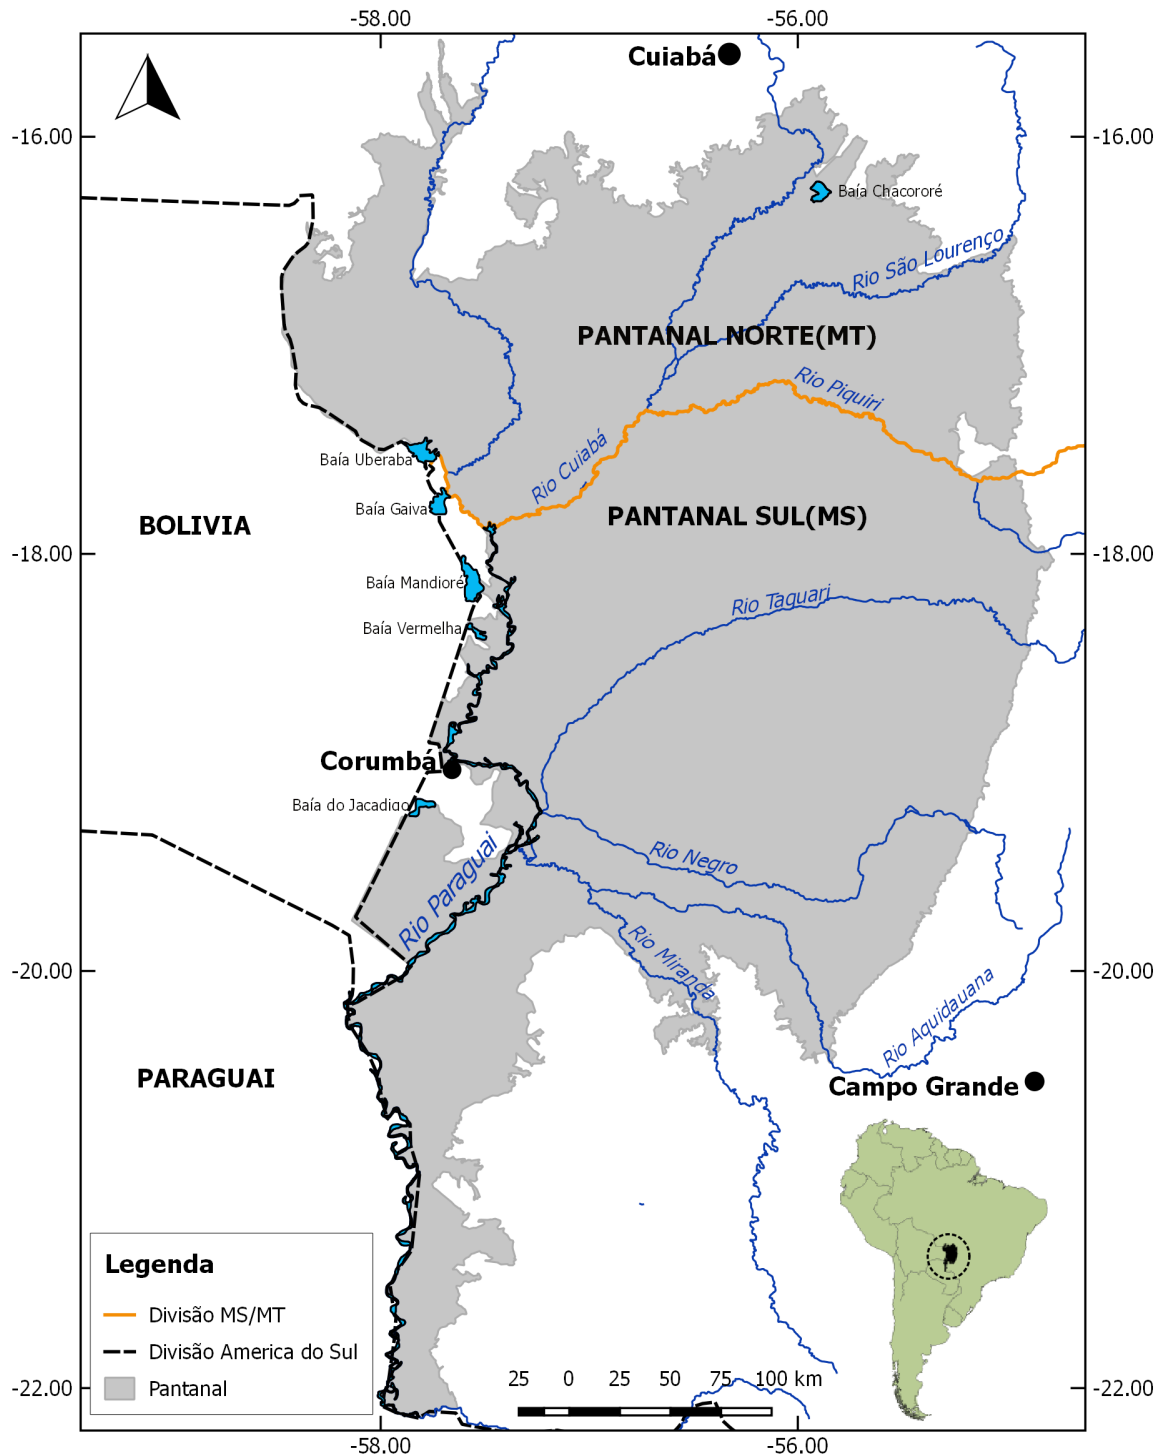 -58.00
-56.00
Cuiabá
-16.00
-16.00
Baía Chacororé
Rio São Lourenço
PANTANAL NORTE(MT)
Rio Piquiri
Baía Uberaba
Rio Cuiabá
Baía Gaiva
BOLIVIA
PANTANAL SUL(MS)
-18.00
-18.00
Baía Mandioré
Rio Taquari
Baía Vermelha
Corumbá
Baía do Jacadigo
Rio Paraguai
Rio Negro
-20.00
-20.00
Rio Miranda
Rio Aquidauana
PARAGUAI
Campo Grande
Legenda
Divisão MS/MT
Divisão America do Sul
Pantanal
25 0 50 75 100 km
-22.00
-22.00
-58.00
-56.00